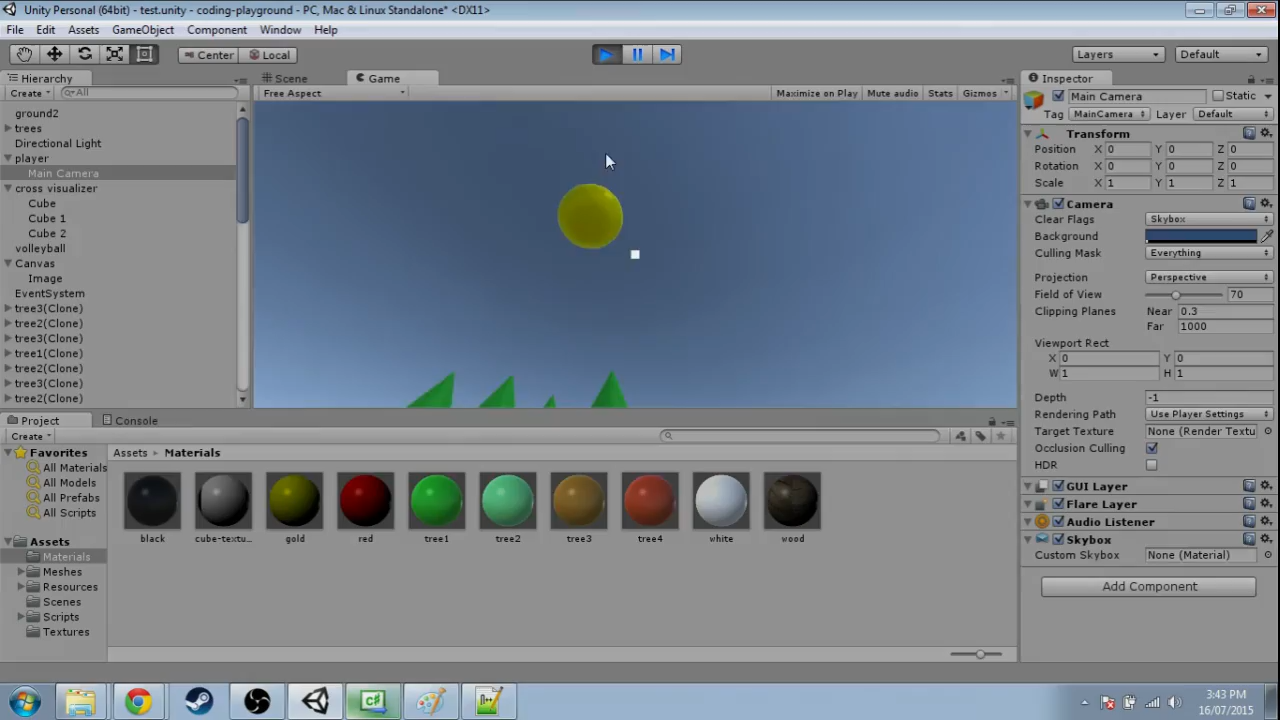 Unity Personal (64bit) - test.unity - coding-playground - PC, Mac & Linux Standalone* <DX11>
File Edit Assets GameObject Component Window Help
Center Local Layers Default
Hierarchy
Create All
ground2
trees
Directional Light
player
Main Camera
cross visualizer
Cube
Cube 1
Cube 2
volleyball
Canvas
Image
EventSystem
tree3(Clone)
tree2(Clone)
tree3(Clone)
tree1(Clone)
tree2(Clone)
tree3(Clone)
tree2(Clone)
Scene Game
Free Aspect Maximize on Play Mute audio Stats Gizmos
Inspector
Main Camera Static
Tag MainCamera Layer Default
Transform
Position X 0 Y 0 Z 0
Rotation X 0 Y 0 Z 0
Scale X 1 Y 1 Z 1
Camera
Clear Flags Skybox
Background
Culling Mask Everything
Projection Perspective
Field of View 70
Clipping Planes Near 0.3
Far 1000
Viewport Rect
X 0 Y 0
W 1 H 1
Depth -1
Rendering Path Use Player Settings
Target Texture None (Render Textu
Occlusion Culling
HDR
GUI Layer
Flare Layer
Audio Listener
Skybox
Custom Skybox None (Material)
Add Component
Project Console
Create
Favorites
All Materials
All Models
All Prefabs
All Scripts
Assets
Materials
Meshes
Resources
Scenes
Scripts
Textures
Assets Materials
black cube-textu... gold red tree1 tree2 tree3 tree4 white wood
C#
3:43 PM
16/07/2015